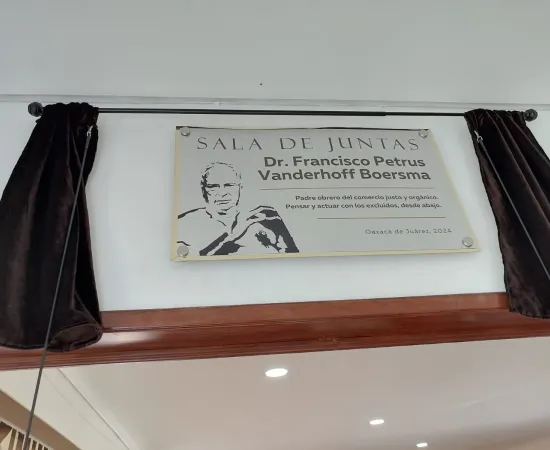 SALA DE JUNTAS
Dr. Francisco Petrus
Vanderhoff Boersma
Padre obrero del comercio justo y orgánico.
Pensar y actuar con los excluidos, desde abajo.
Oaxaca de Juárez, 2024